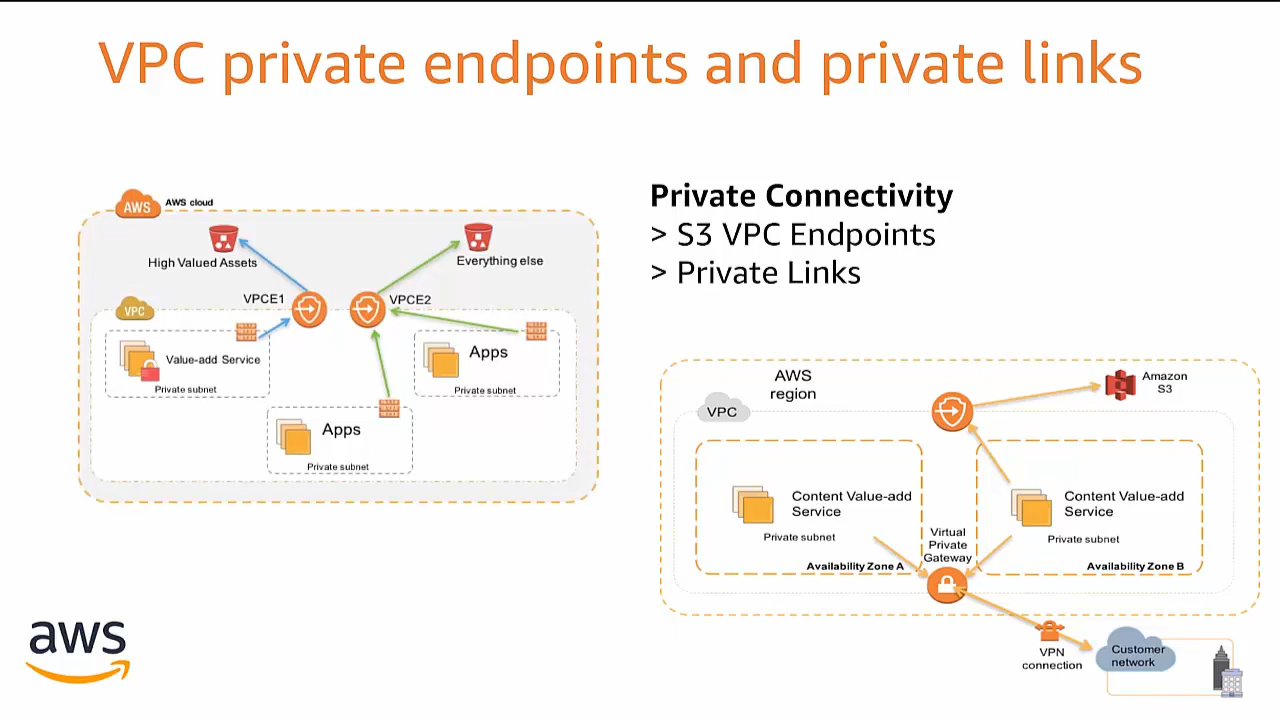 VPC private endpoints and private links
AWS
AWS cloud
High Valued Assets
Everything else
VPCE1
VPCE2
VPC
Value-add Service
Private subnet
Apps
Private subnet
Apps
Private subnet
Private Connectivity
> S3 VPC Endpoints
> Private Links
AWS
region
Amazon
S3
VPC
Content Value-add
Service
Private subnet
Availability Zone A
Virtual
Private
Gateway
Content Value-add
Service
Private subnet
Availability Zone B
VPN
connection
Customer
network
aws